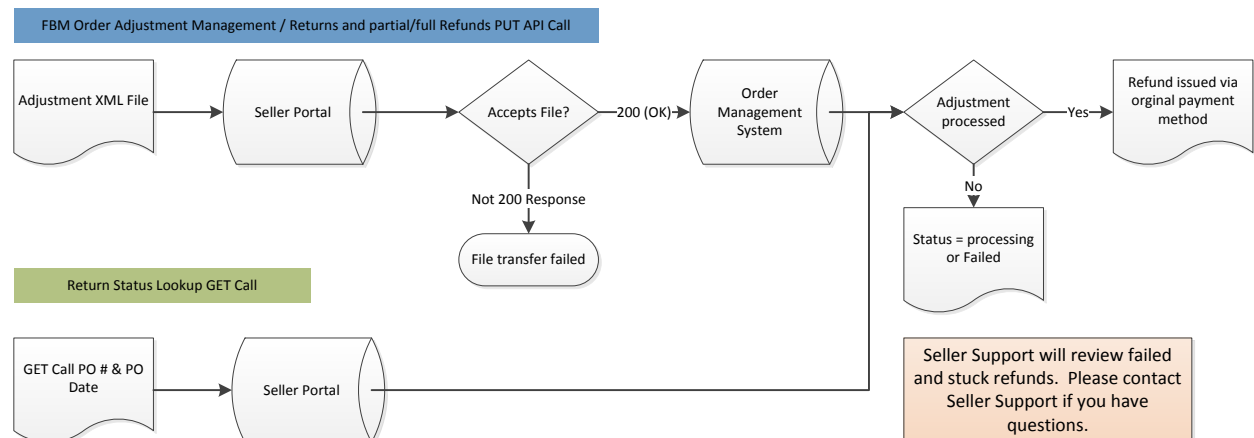 FBM Order Adjustment Management / Returns and partial/full Refunds PUT API Call
Adjustment XML File
Seller Portal
Accepts File?
200 (OK)
Order
Management
System
Adjustment
processed
Yes
Refund issued via
orginal payment
method
Not 200 Response
File transfer failed
No
Status = processing
or Failed
Return Status Lookup GET Call
GET Call PO # & PO
Date
Seller Portal
Seller Support will review failed
and stuck refunds. Please contact
Seller Support if you have
questions.